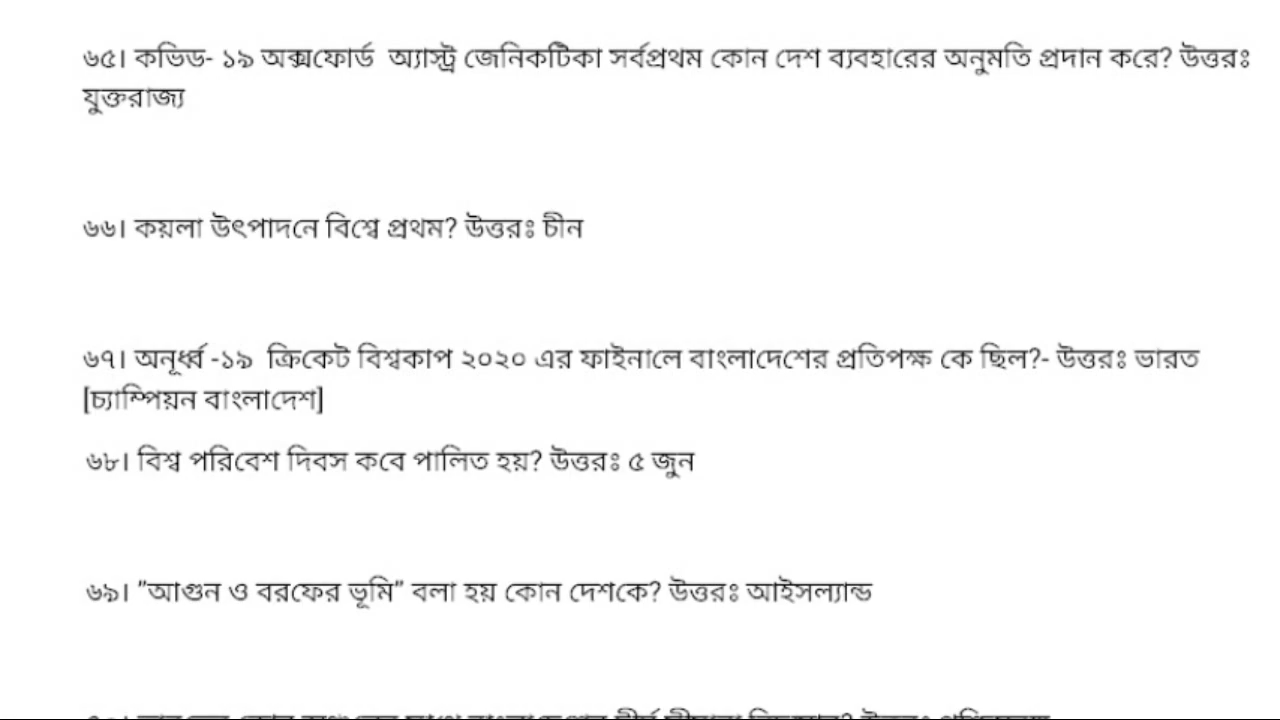 ৬৫। কভিড- ১৯ অক্সফোর্ড অ্যাস্ট্র জেনিকটিকা সর্বপ্রথম কোন দেশ ব্যবহারের অনুমতি প্রদান করে? উত্তরঃ
যুক্তরাজ্য
৬৬। কয়লা উৎপাদনে বিশ্বে প্রথম? উত্তরঃ চীন
৬৭। অনূর্ধ্ব -১৯ ক্রিকেট বিশ্বকাপ ২০২০ এর ফাইনালে বাংলাদেশের প্রতিপক্ষ কে ছিল?- উত্তরঃ ভারত
[চ্যাম্পিয়ন বাংলাদেশ]
৬৮। বিশ্ব পরিবেশ দিবস কবে পালিত হয়? উত্তরঃ ৫ জুন
৬৯। ”আগুন ও বরফের ভূমি” বলা হয় কোন দেশকে? উত্তরঃ আইসল্যান্ড